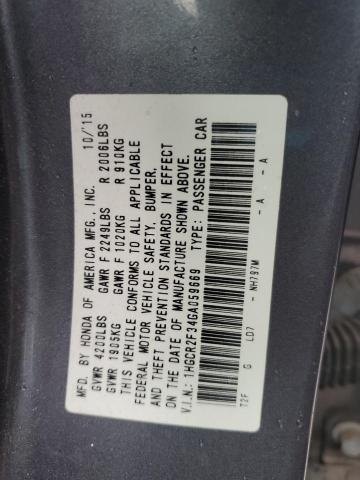 MFD. BY HONDA OF AMERICA MFG., INC. 10/15
GVWR 4200LBS GAWR F 2249LBS R 2006LBS
GVWR 1905KG GAWR F 1020KG R 910KG
THIS VEHICLE CONFORMS TO ALL APPLICABLE
FEDERAL MOTOR VEHICLE SAFETY, BUMPER,
AND THEFT PREVENTION STANDARDS IN EFFECT
ON THE DATE OF MANUFACTURE SHOWN ABOVE.
V.I.N.: 1HGCR2F34GA059669 TYPE: PASSENGER CAR
T2F G LD7 - NH797M - A - A